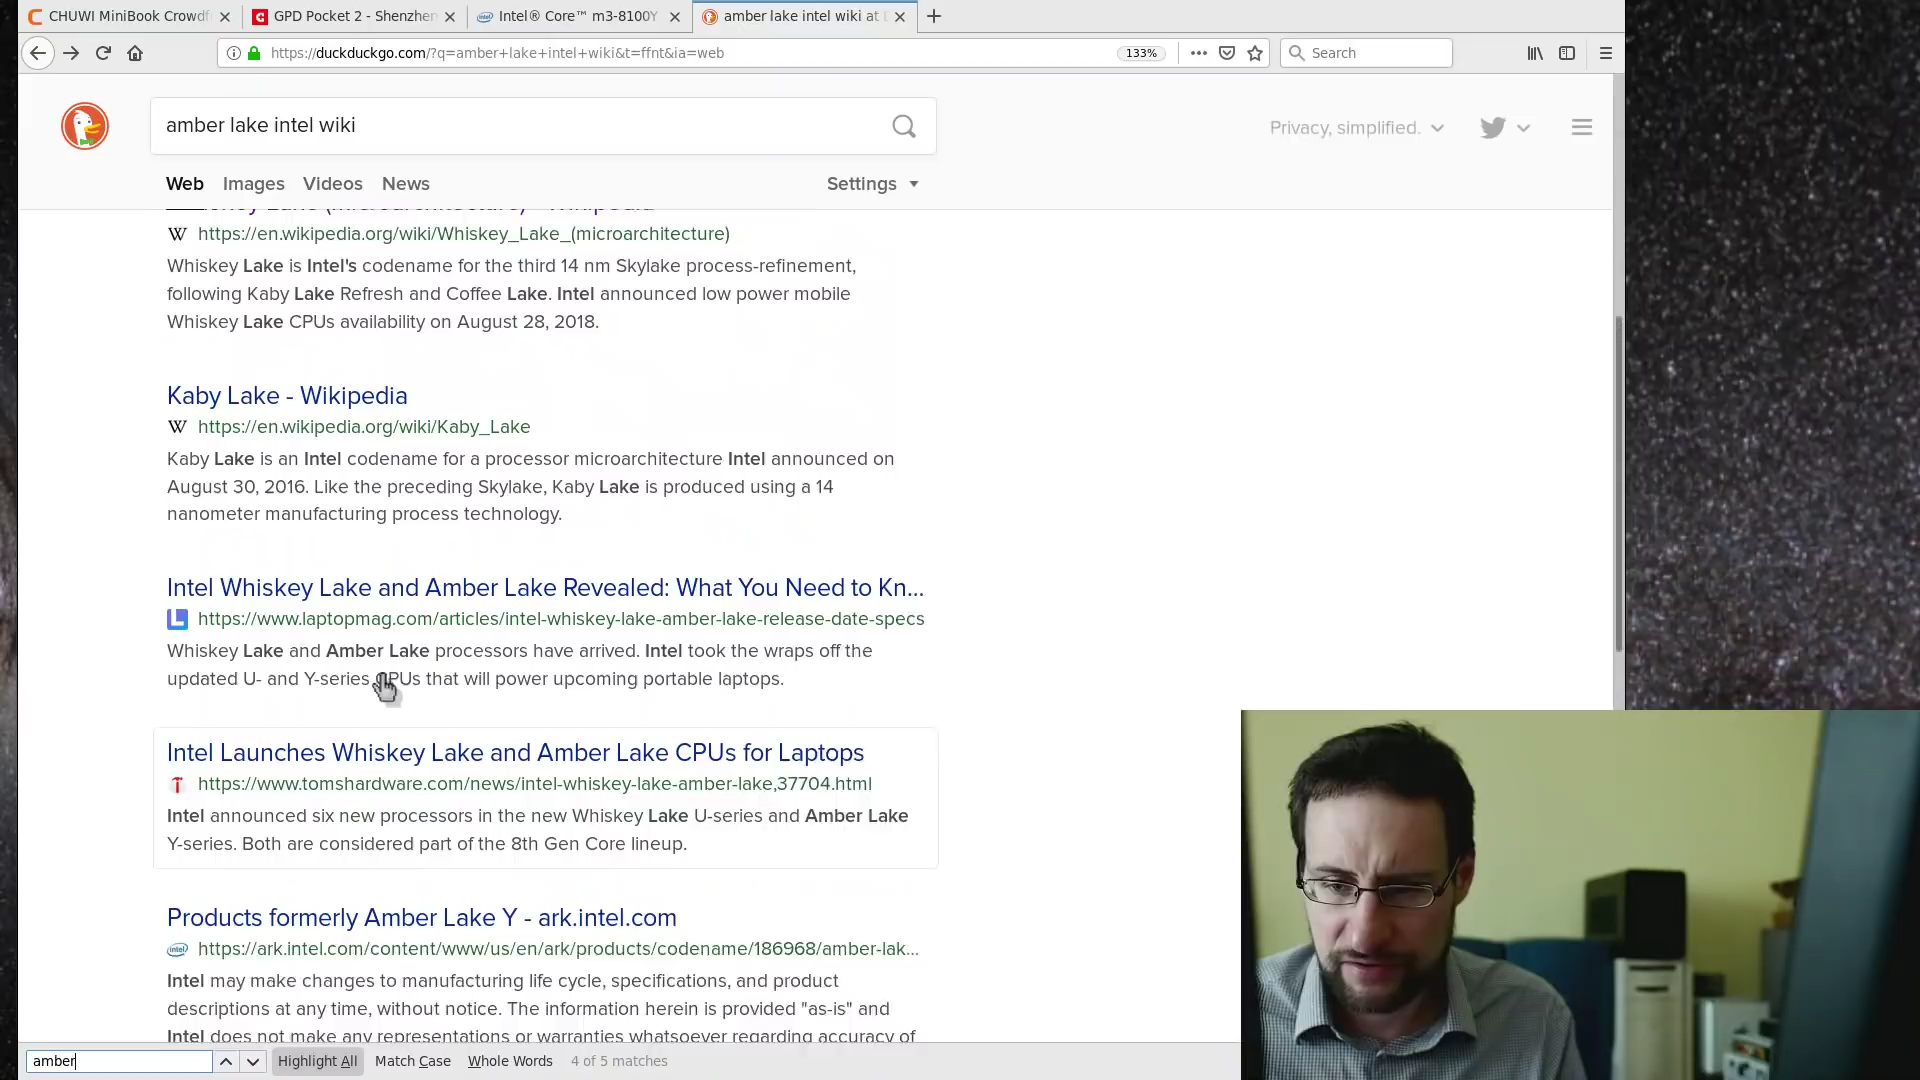 CHUWI MiniBook Crowdf
GPD Pocket 2 - Shenzhen
Intel® Core™ m3-8100Y
amber lake intel wiki at
https://duckduckgo.com/?q=amber+lake+intel+wiki&t=ffnt&ia=web
133%
Search
amber lake intel wiki
Privacy, simplified.
Web Images Videos News
Settings
https://en.wikipedia.org/wiki/Whiskey_Lake_(microarchitecture)
Whiskey Lake is Intel's codename for the third 14 nm Skylake process-refinement,
following Kaby Lake Refresh and Coffee Lake. Intel announced low power mobile
Whiskey Lake CPUs availability on August 28, 2018.
Kaby Lake - Wikipedia
W https://en.wikipedia.org/wiki/Kaby_Lake
Kaby Lake is an Intel codename for a processor microarchitecture Intel announced on
August 30, 2016. Like the preceding Skylake, Kaby Lake is produced using a 14
nanometer manufacturing process technology.
Intel Whiskey Lake and Amber Lake Revealed: What You Need to Kn...
https://www.laptopmag.com/articles/intel-whiskey-lake-amber-lake-release-date-specs
Whiskey Lake and Amber Lake processors have arrived. Intel took the wraps off the
updated U- and Y-series CPUs that will power upcoming portable laptops.
Intel Launches Whiskey Lake and Amber Lake CPUs for Laptops
https://www.tomshardware.com/news/intel-whiskey-lake-amber-lake,37704.html
Intel announced six new processors in the new Whiskey Lake U-series and Amber Lake
Y-series. Both are considered part of the 8th Gen Core lineup.
Products formerly Amber Lake Y - ark.intel.com
https://ark.intel.com/content/www/us/en/ark/products/codename/186968/amber-lak...
Intel may make changes to manufacturing life cycle, specifications, and product
descriptions at any time, without notice. The information herein is provided "as-is" and
Intel does not make any representations or warranties whatsoever regarding accuracy of
amber
Highlight All Match Case Whole Words 4 of 5 matches